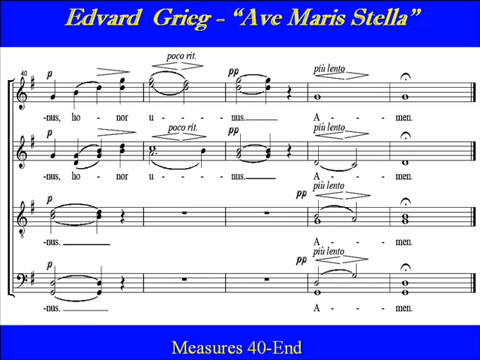 Edvard Grieg - “Ave Maris Stella”
poco rit.
40 p pp più lento
-nus, ho - nor u - - nus. A - men.
p poco rit. pp più lento
-nus, ho - nor u - - nus. A - men.
pp
p più lento
-nus. A - men.
p pp più lento
-nus. A - men.
Measures 40-End